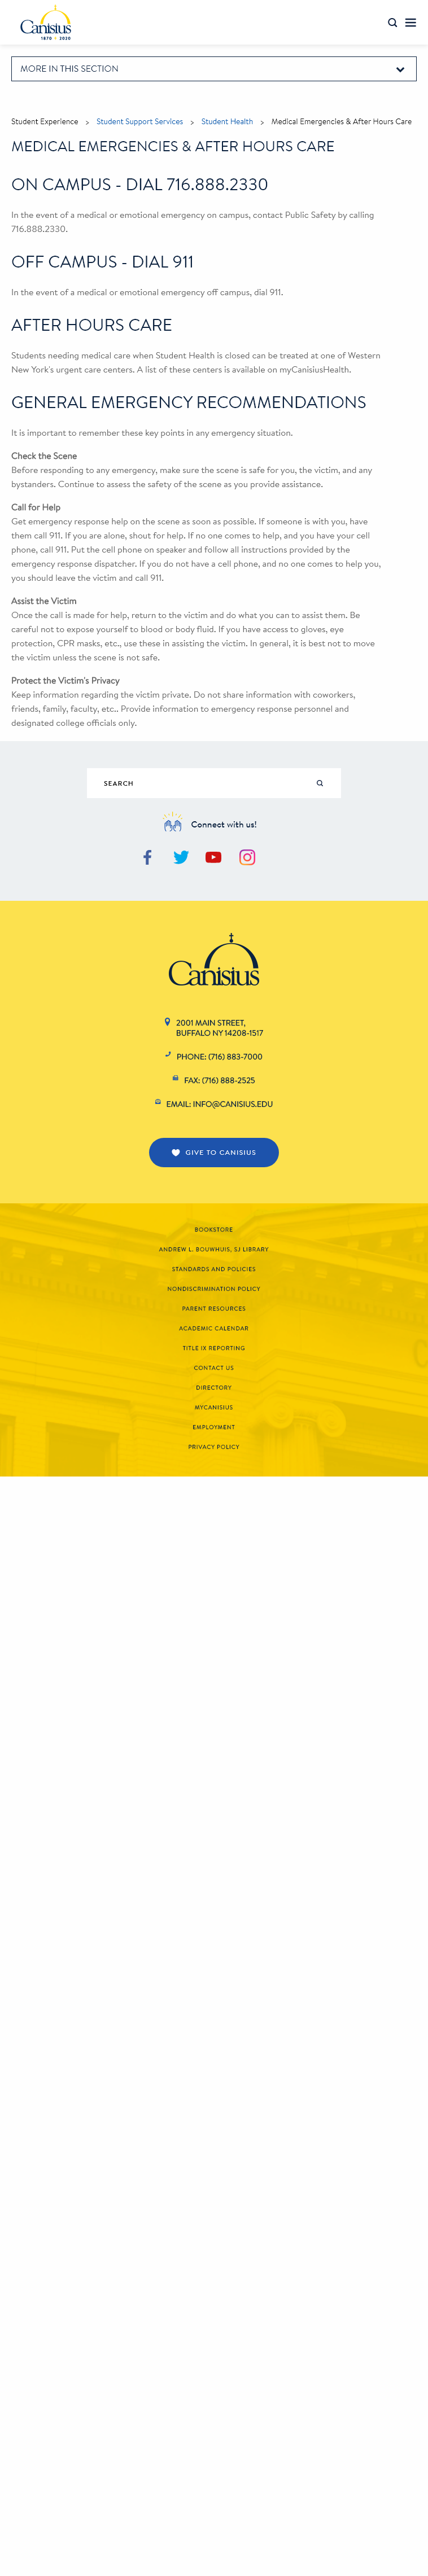 Canisius
1870 2020
MORE IN THIS SECTION
Student Experience > Student Support Services > Student Health > Medical Emergencies & After Hours Care
MEDICAL EMERGENCIES & AFTER HOURS CARE
ON CAMPUS - DIAL 716.888.2330
In the event of a medical or emotional emergency on campus, contact Public Safety by calling
716.888.2330.
OFF CAMPUS - DIAL 911
In the event of a medical or emotional emergency off campus, dial 911.
AFTER HOURS CARE
Students needing medical care when Student Health is closed can be treated at one of Western
New York's urgent care centers. A list of these centers is available on myCanisiusHealth.
GENERAL EMERGENCY RECOMMENDATIONS
It is important to remember these key points in any emergency situation.
Check the Scene
Before responding to any emergency, make sure the scene is safe for you, the victim, and any
bystanders. Continue to assess the safety of the scene as you provide assistance.
Call for Help
Get emergency response help on the scene as soon as possible. If someone is with you, have
them call 911. If you are alone, shout for help. If no one comes to help, and you have your cell
phone, call 911. Put the cell phone on speaker and follow all instructions provided by the
emergency response dispatcher. If you do not have a cell phone, and no one comes to help you,
you should leave the victim and call 911.
Assist the Victim
Once the call is made for help, return to the victim and do what you can to assist them. Be
careful not to expose yourself to blood or body fluid. If you have access to gloves, eye
protection, CPR masks, etc., use these in assisting the victim. In general, it is best not to move
the victim unless the scene is not safe.
Protect the Victim's Privacy
Keep information regarding the victim private. Do not share information with coworkers,
friends, family, faculty, etc.. Provide information to emergency response personnel and
designated college officials only.
SEARCH
Connect with us!
Canisius
2001 MAIN STREET,
BUFFALO NY 14208-1517
PHONE: (716) 883-7000
FAX: (716) 888-2525
EMAIL: INFO@CANISIUS.EDU
GIVE TO CANISIUS
BOOKSTORE
ANDREW L. BOUWHUIS, SJ LIBRARY
STANDARDS AND POLICIES
NONDISCRIMINATION POLICY
PARENT RESOURCES
ACADEMIC CALENDAR
TITLE IX REPORTING
CONTACT US
DIRECTORY
MYCANISIUS
EMPLOYMENT
PRIVACY POLICY